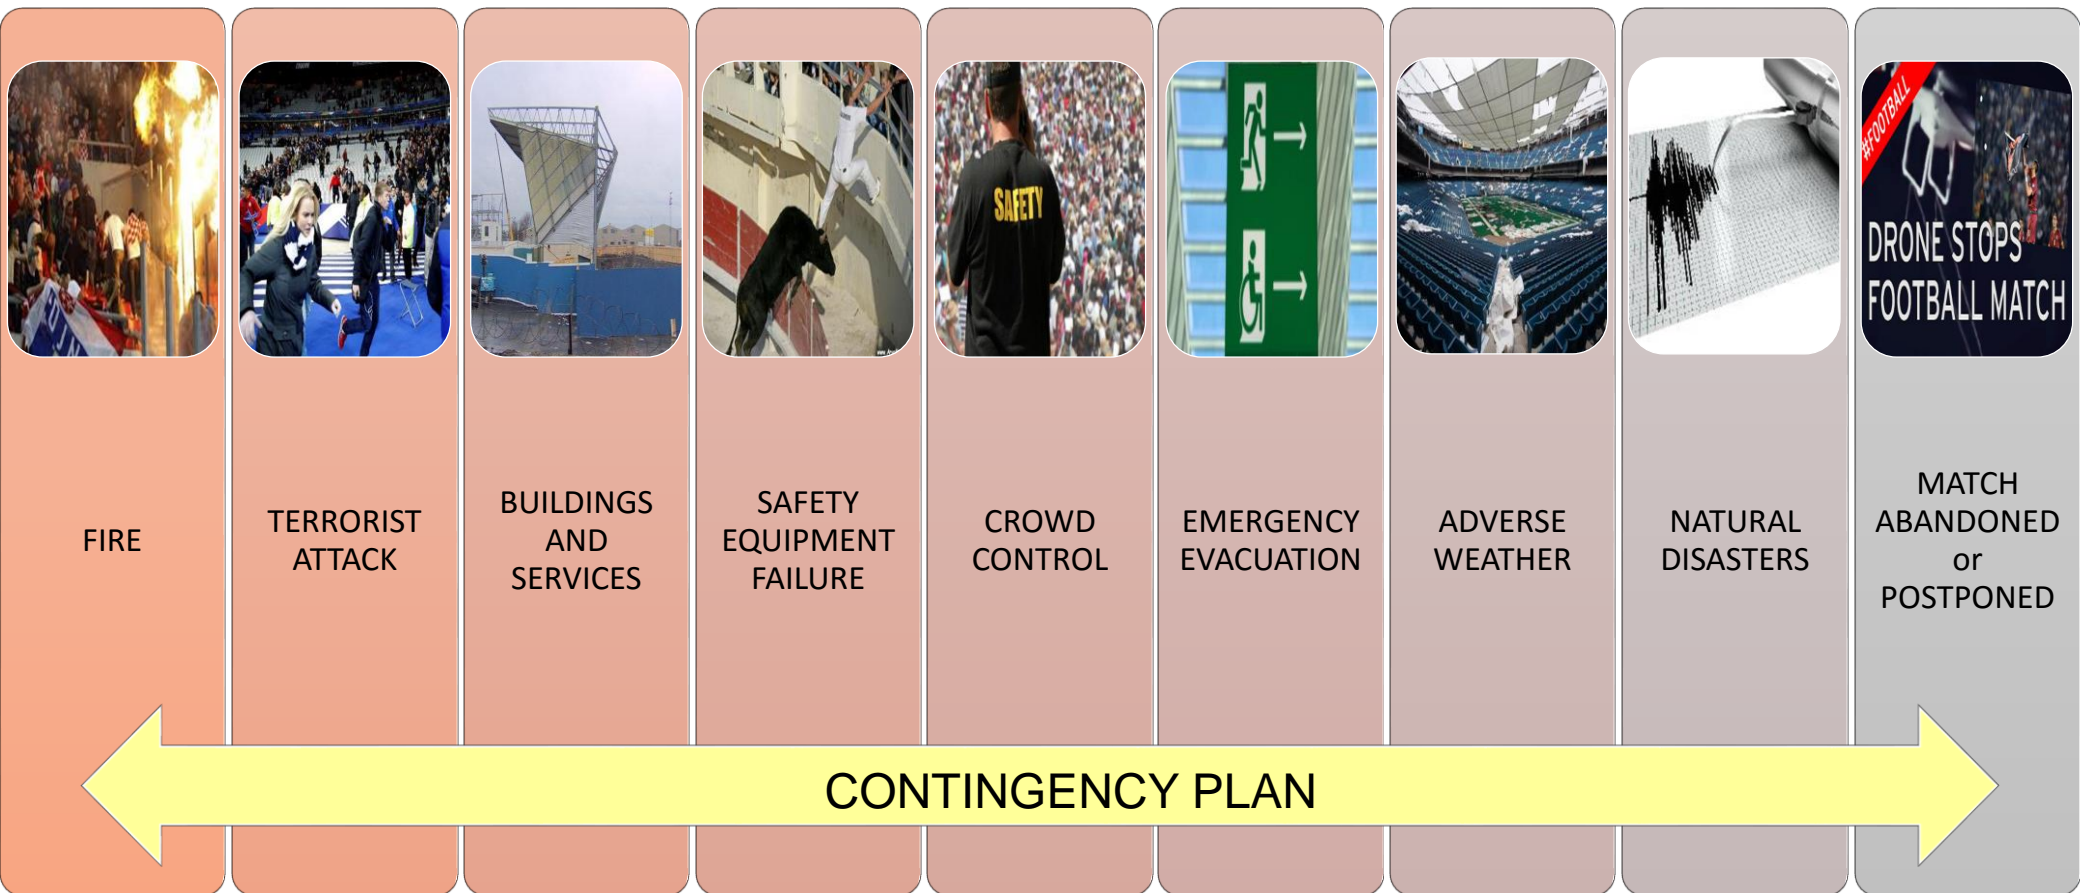 #FOOTBALL
SAFETY
DRONE STOPS
FOOTBALL MATCH
FIRE
TERRORIST
ATTACK
BUILDINGS
AND
SERVICES
SAFETY
EQUIPMENT
FAILURE
CROWD
CONTROL
EMERGENCY
EVACUATION
ADVERSE
WEATHER
NATURAL
DISASTERS
MATCH
ABANDONED
or
POSTPONED
CONTINGENCY PLAN